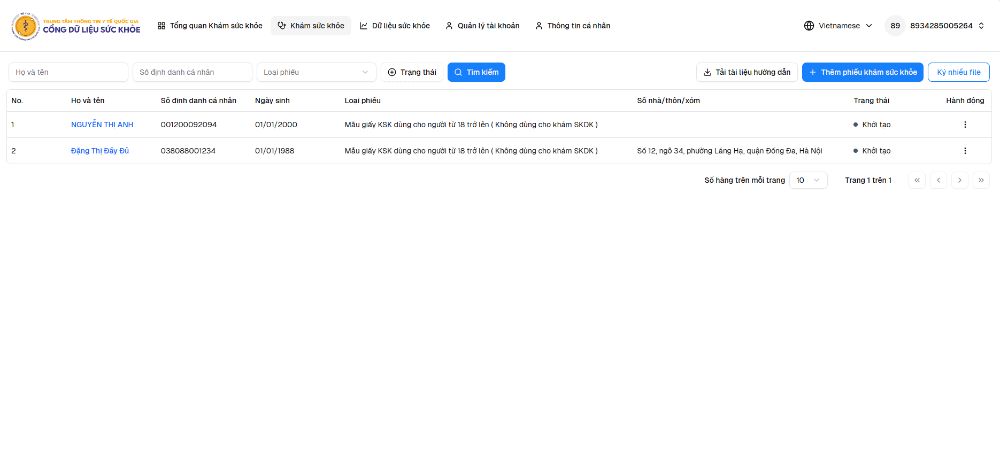 TRUNG TÂM THÔNG TIN Y TẾ QUỐC GIA
CỔNG DỮ LIỆU SỨC KHỎE
Tổng quan Khám sức khỏe
Khám sức khỏe
Dữ liệu sức khỏe
Quản lý tài khoản
Thông tin cá nhân
Vietnamese
89
8934285005264
Họ và tên
Số định danh cá nhân
Loại phiếu
Trạng thái
Tìm kiếm
Tải tài liệu hướng dẫn
Thêm phiếu khám sức khỏe
Ký nhiều file
No. Họ và tên Số định danh cá nhân Ngày sinh Loại phiếu Số nhà/thôn/xóm Trạng thái Hành động
1 NGUYỄN THỊ ANH 001200092094 01/01/2000 Mẫu giấy KSK dùng cho người từ 18 trở lên ( Không dùng cho khám SKDK ) Khởi tạo
2 Đặng Thị Đầy Đủ 038088001234 01/01/1988 Mẫu giấy KSK dùng cho người từ 18 trở lên ( Không dùng cho khám SKDK ) Số 12, ngõ 34, phường Láng Hạ, quận Đống Đa, Hà Nội Khởi tạo
Số hàng trên mỗi trang 10 Trang 1 trên 1